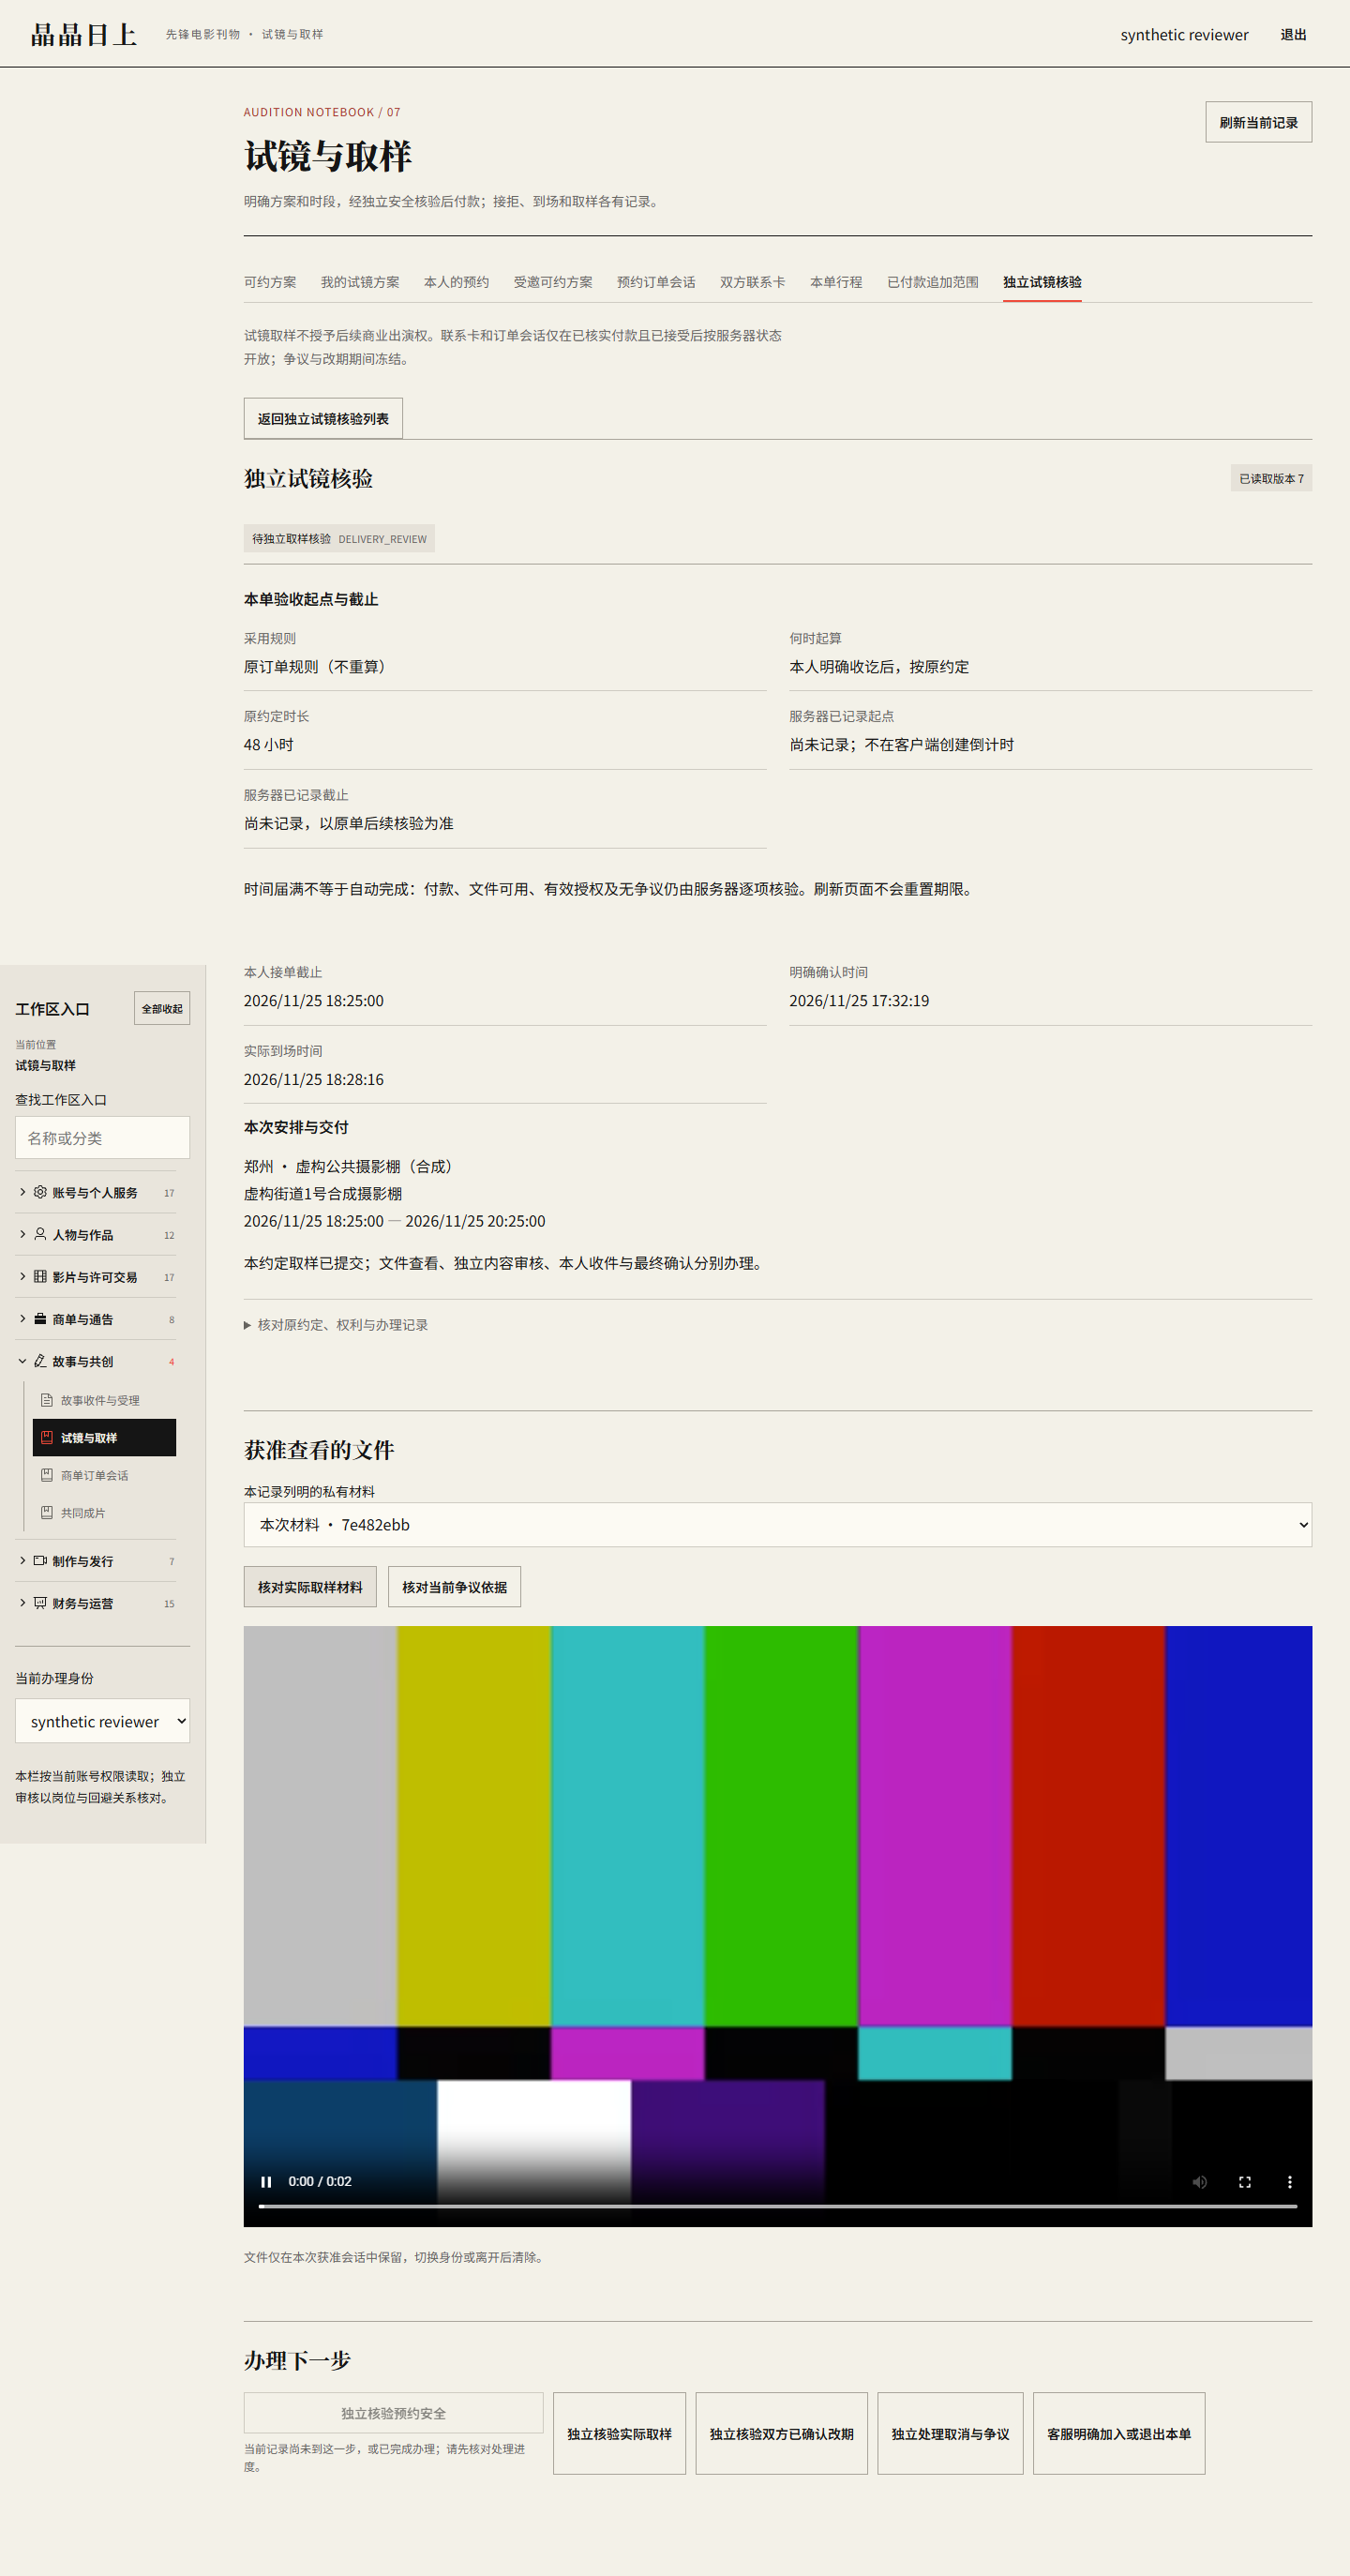 晶晶日上
先锋电影刊物 · 试镜与取样
synthetic reviewer
退出
AUDITION NOTEBOOK / 07
刷新当前记录
试镜与取样
明确方案和时段，经独立安全核验后付款；接拒、到场和取样各有记录。
可约方案
我的试镜方案
本人的预约
受邀可约方案
预约订单会话
双方联系卡
本单行程
已付款追加范围
独立试镜核验
试镜取样不授予后续商业出演权。联系卡和订单会话仅在已核实付款且已接受后按服务器状态
开放；争议与改期期间冻结。
返回独立试镜核验列表
独立试镜核验
已读取版本 7
待独立取样核验 DELIVERY_REVIEW
本单验收起点与截止
采用规则
原订单规则（不重算）
何时起算
本人明确收讫后，按原约定
原约定时长
48 小时
服务器已记录起点
尚未记录；不在客户端创建倒计时
服务器已记录截止
尚未记录，以原单后续核验为准
时间届满不等于自动完成：付款、文件可用、有效授权及无争议仍由服务器逐项核验。刷新页面不会重置期限。
本人接单截止
2026/11/25 18:25:00
明确确认时间
2026/11/25 17:32:19
实际到场时间
2026/11/25 18:28:16
本次安排与交付
郑州 · 虚构公共摄影棚（合成）
虚构街道1号合成摄影棚
2026/11/25 18:25:00 — 2026/11/25 20:25:00
本约定取样已提交；文件查看、独立内容审核、本人收件与最终确认分别办理。
核对原约定、权利与办理记录
工作区入口
全部收起
当前位置
试镜与取样
查找工作区入口
名称或分类
账号与个人服务 17
人物与作品 12
影片与许可交易 17
商单与通告 8
故事与共创 4
故事收件与受理
试镜与取样
商单订单会话
共同成片
制作与发行 7
财务与运营 15
当前办理身份
synthetic reviewer
本栏按当前账号权限读取；独立
审核以岗位与回避关系核对。
获准查看的文件
本记录列明的私有材料
本次材料 · 7e482ebb
核对实际取样材料
核对当前争议依据
0:00 / 0:02
文件仅在本次获准会话中保留，切换身份或离开后清除。
办理下一步
独立核验预约安全
当前记录尚未到这一步，或已完成办理；请先核对处理进
度。
独立核验实际取样
独立核验双方已确认改期
独立处理取消与争议
客服明确加入或退出本单